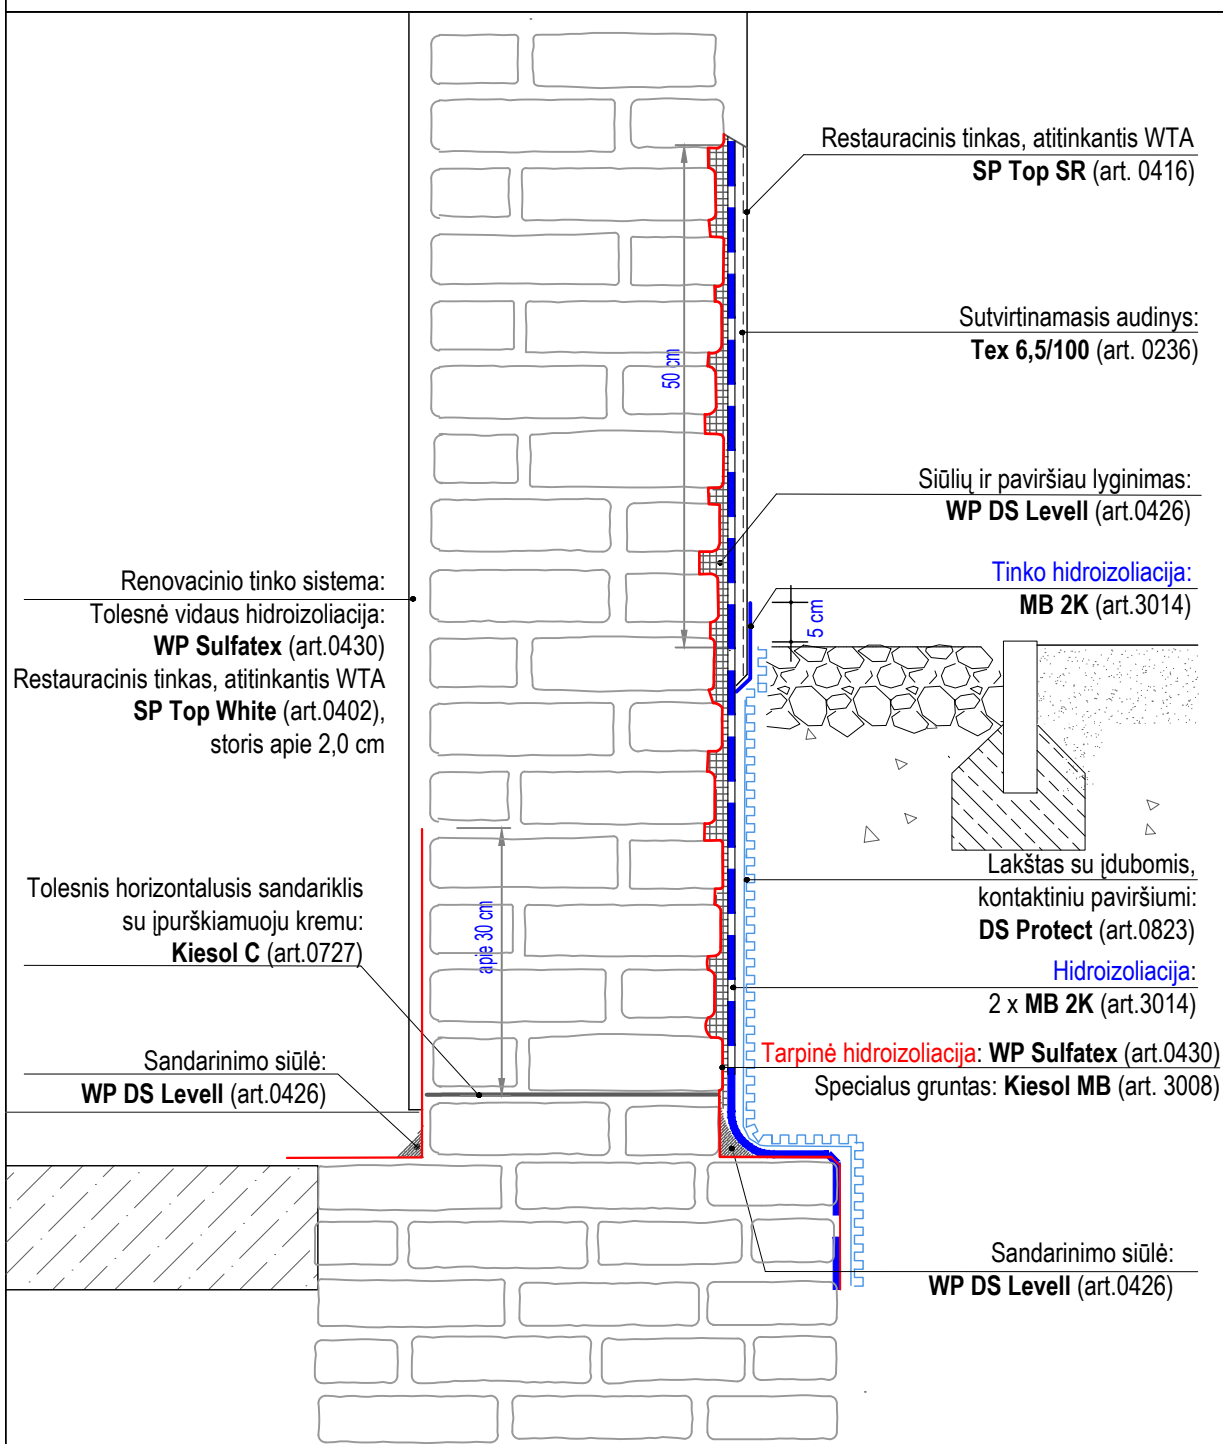 Restauracinis tinkas, atitinkantis WTA
SP Top SR (art. 0416)
Sutvirtinamasis audinys:
Tex 6,5/100 (art. 0236)
50 cm
Siūlių ir paviršiau lyginimas:
WP DS Levell (art.0426)
Tinko hidroizoliacija:
MB 2K (art.3014)
5 cm
Renovacinio tinko sistema:
Tolesnė vidaus hidroizoliacija:
WP Sulfatex (art.0430)
Restauracinis tinkas, atitinkantis WTA
SP Top White (art.0402),
storis apie 2,0 cm
Lakštas su įdubomis,
kontaktiniu paviršiumi:
DS Protect (art.0823)
Tolesnis horizontalusis sandariklis
su įpurškiamuoju kremu:
Kiesol C (art.0727)
apie 30 cm
Hidroizoliacija:
2 x MB 2K (art.3014)
Tarpinė hidroizoliacija: WP Sulfatex (art.0430)
Specialus gruntas: Kiesol MB (art. 3008)
Sandarinimo siūlė:
WP DS Levell (art.0426)
Sandarinimo siūlė:
WP DS Levell (art.0426)